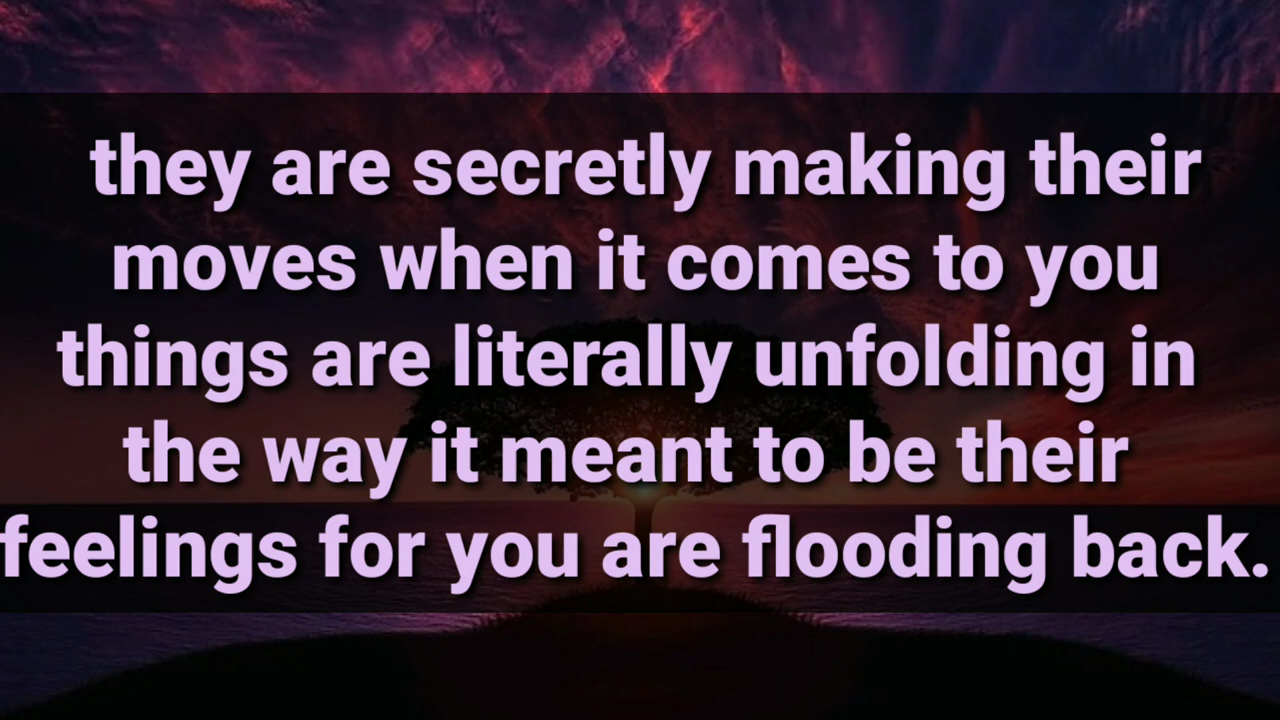 they are secretly making their
moves when it comes to you
things are literally unfolding in
the way it meant to be their
feelings for you are flooding back.